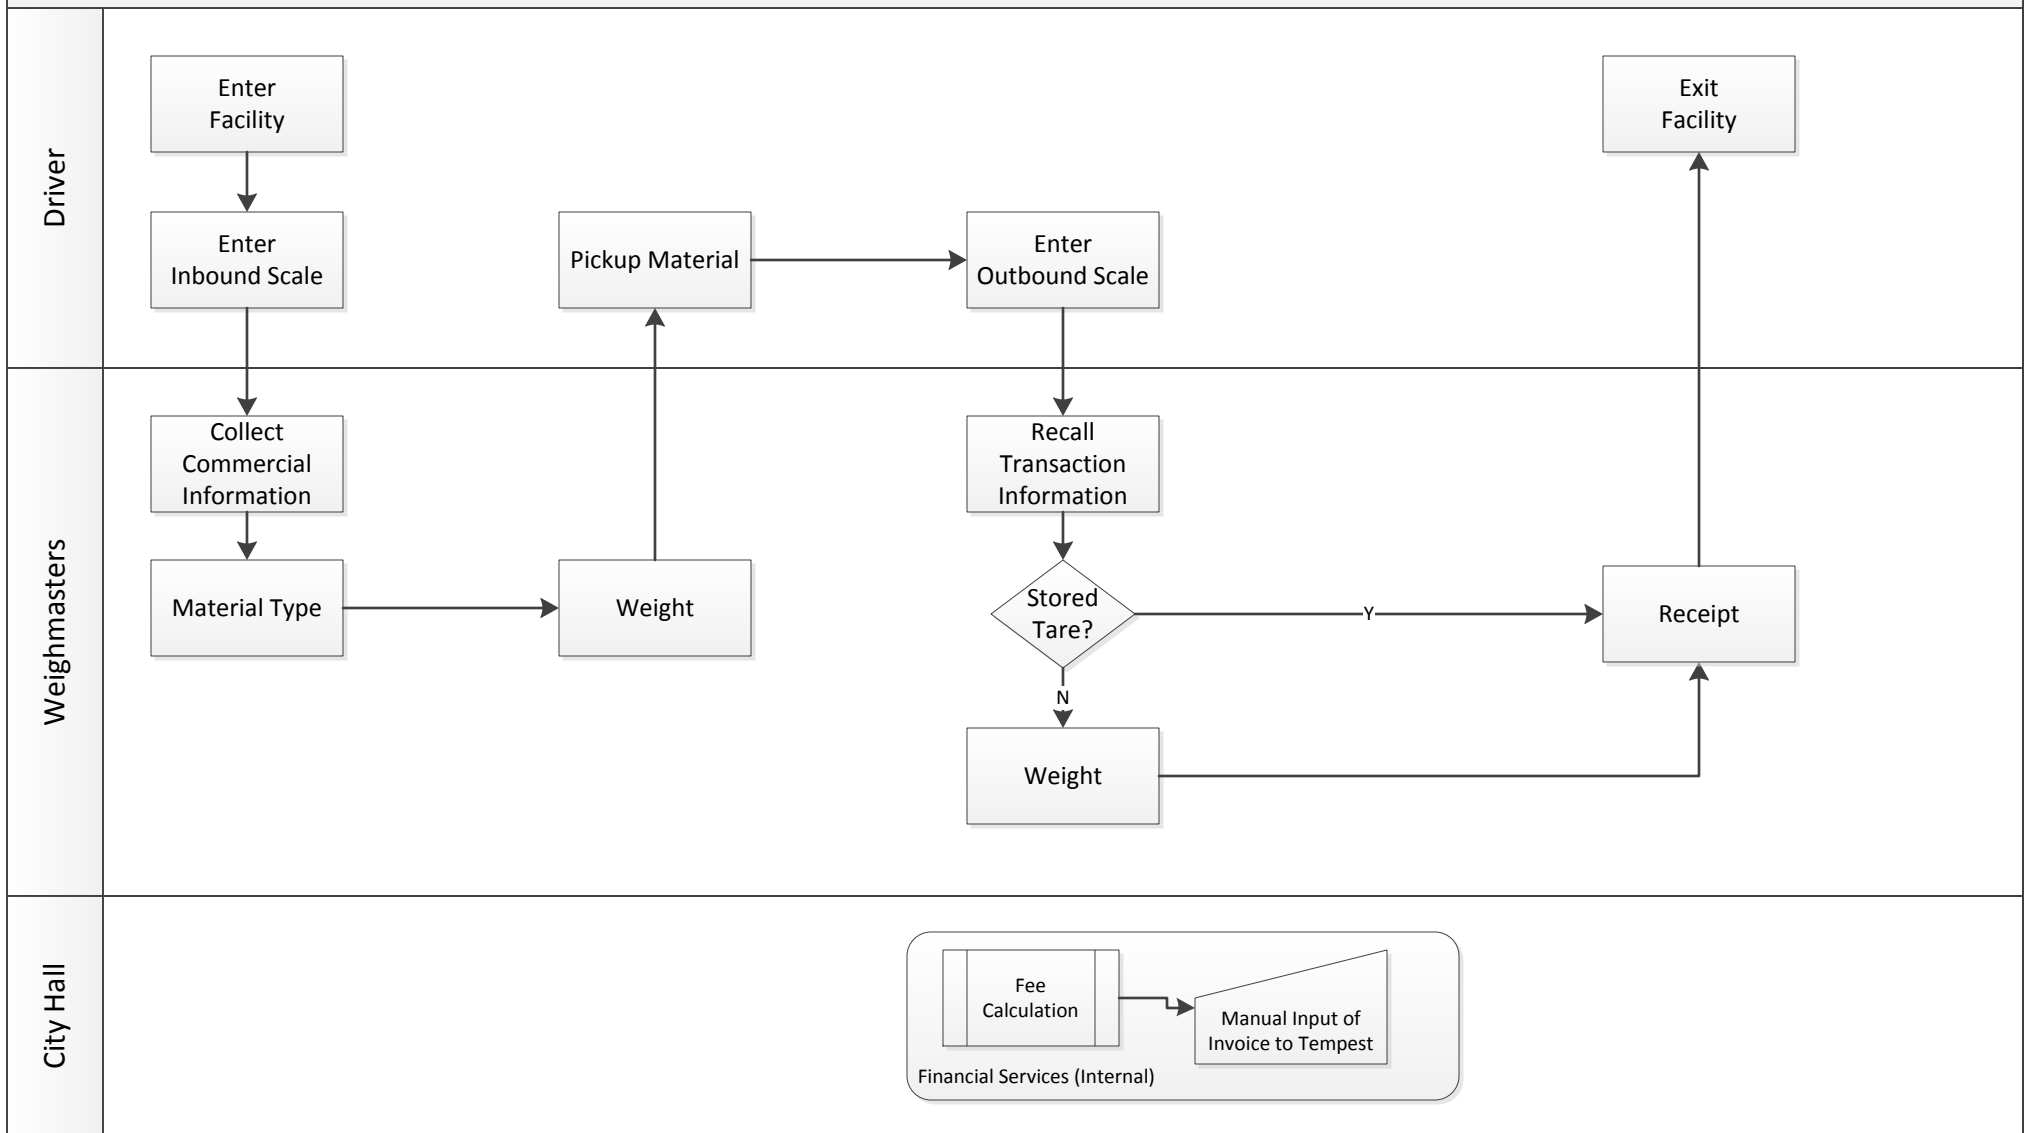 Driver
Enter
Facility
Exit
Facility
Enter
Inbound Scale
Pickup Material
Enter
Outbound Scale
Weighmasters
Collect
Commercial
Information
Recall
Transaction
Information
Material Type
Weight
Stored
Tare?
Y
Receipt
N
Weight
City Hall
Fee
Calculation
Manual Input of
Invoice to Tempest
Financial Services (Internal)